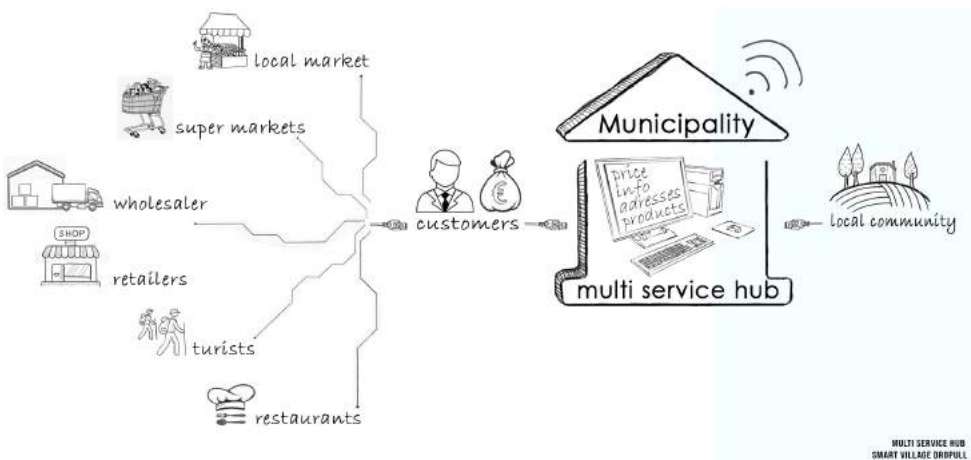 local market
super markets
wholesaler
SHOP
retailers
turists
restaurants
customers
Municipality
price
info
adresses
products
multi service hub
local community
MULTI SERVICE HUB
SMART VILLAGE DROPULL